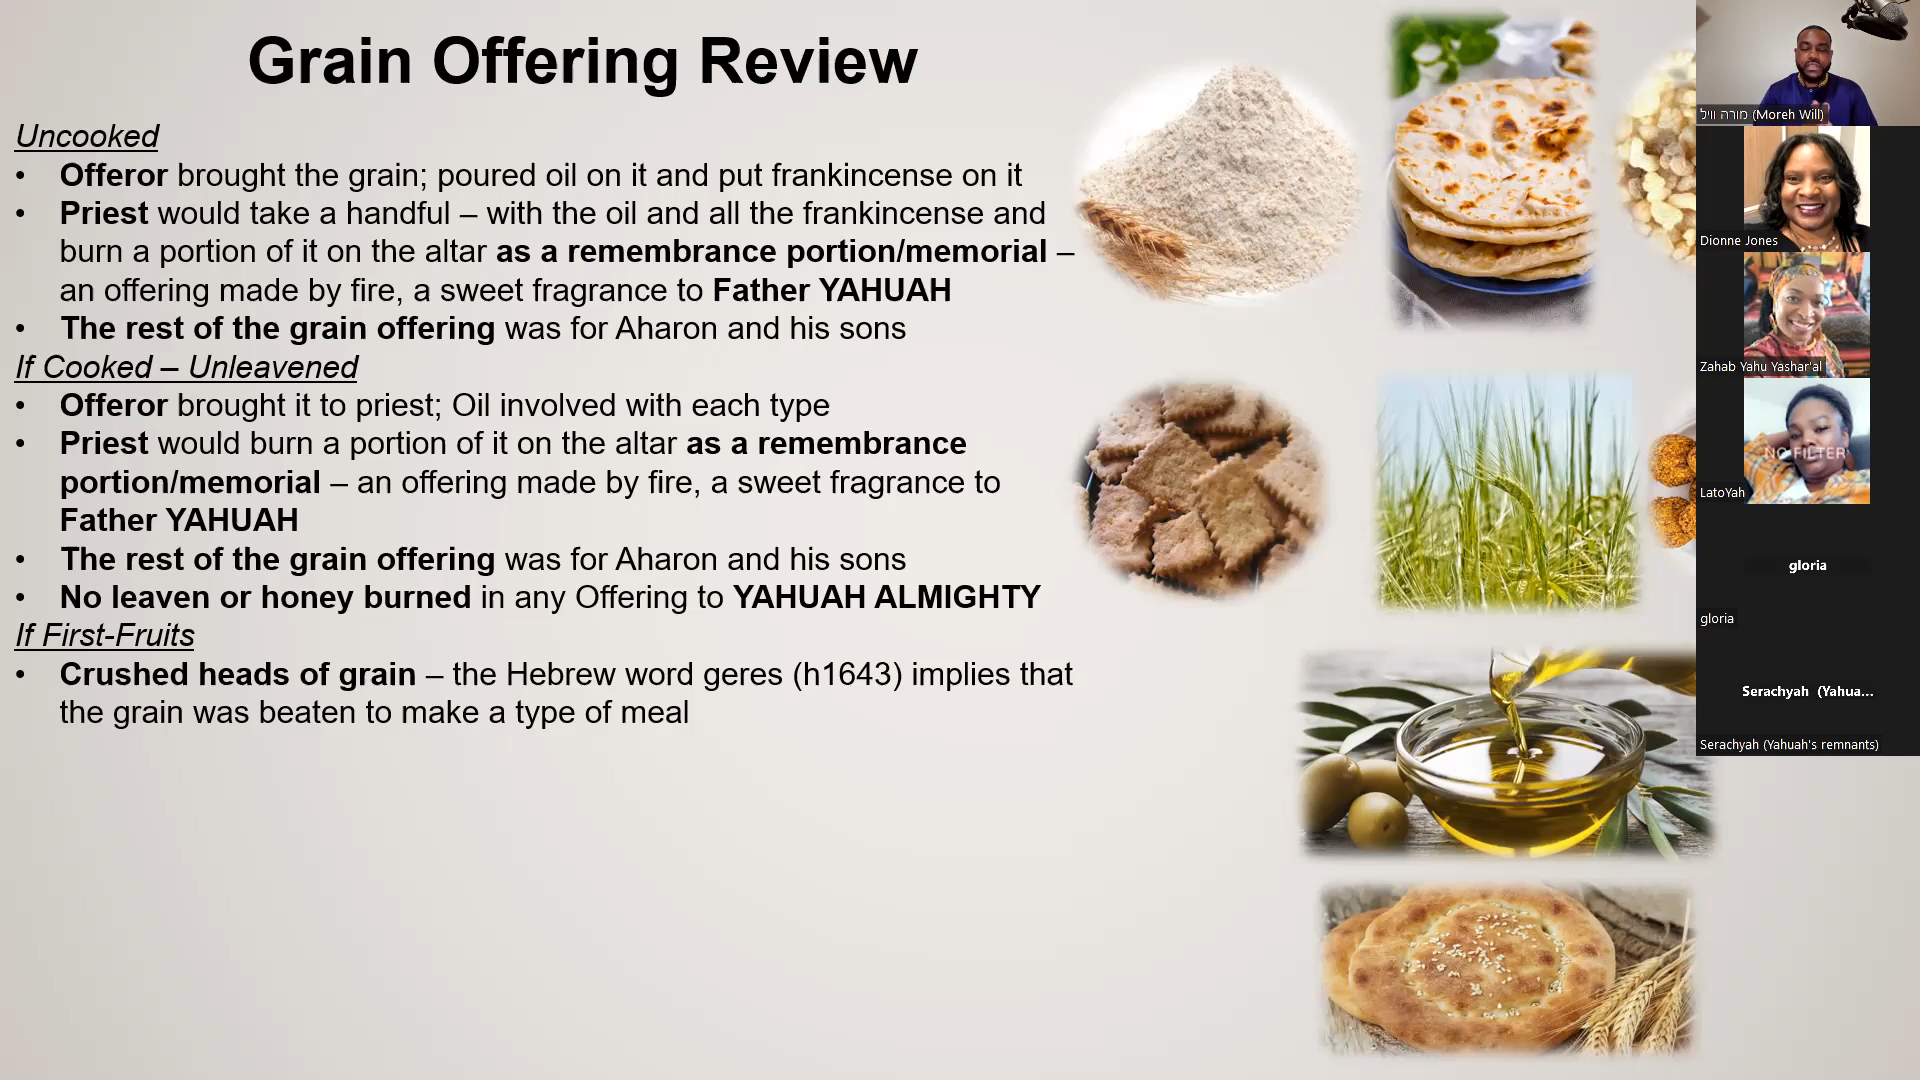 Grain Offering Review
Uncooked
• Offeror brought the grain; poured oil on it and put frankincense on it
• Priest would take a handful – with the oil and all the frankincense and
burn a portion of it on the altar as a remembrance portion/memorial –
an offering made by fire, a sweet fragrance to Father YAHUAH
• The rest of the grain offering was for Aharon and his sons
If Cooked – Unleavened
• Offeror brought it to priest; Oil involved with each type
• Priest would burn a portion of it on the altar as a remembrance
portion/memorial – an offering made by fire, a sweet fragrance to
Father YAHUAH
• The rest of the grain offering was for Aharon and his sons
• No leaven or honey burned in any Offering to YAHUAH ALMIGHTY
If First-Fruits
• Crushed heads of grain – the Hebrew word geres (h1643) implies that
the grain was beaten to make a type of meal
מורה וויל (Moreh Will)
Dionne Jones
Zahab Yahu Yashar'al
NO FILTER
LatoYah
gloria
gloria
Serachyah (Yahua...
Serachyah (Yahuah's remnants)